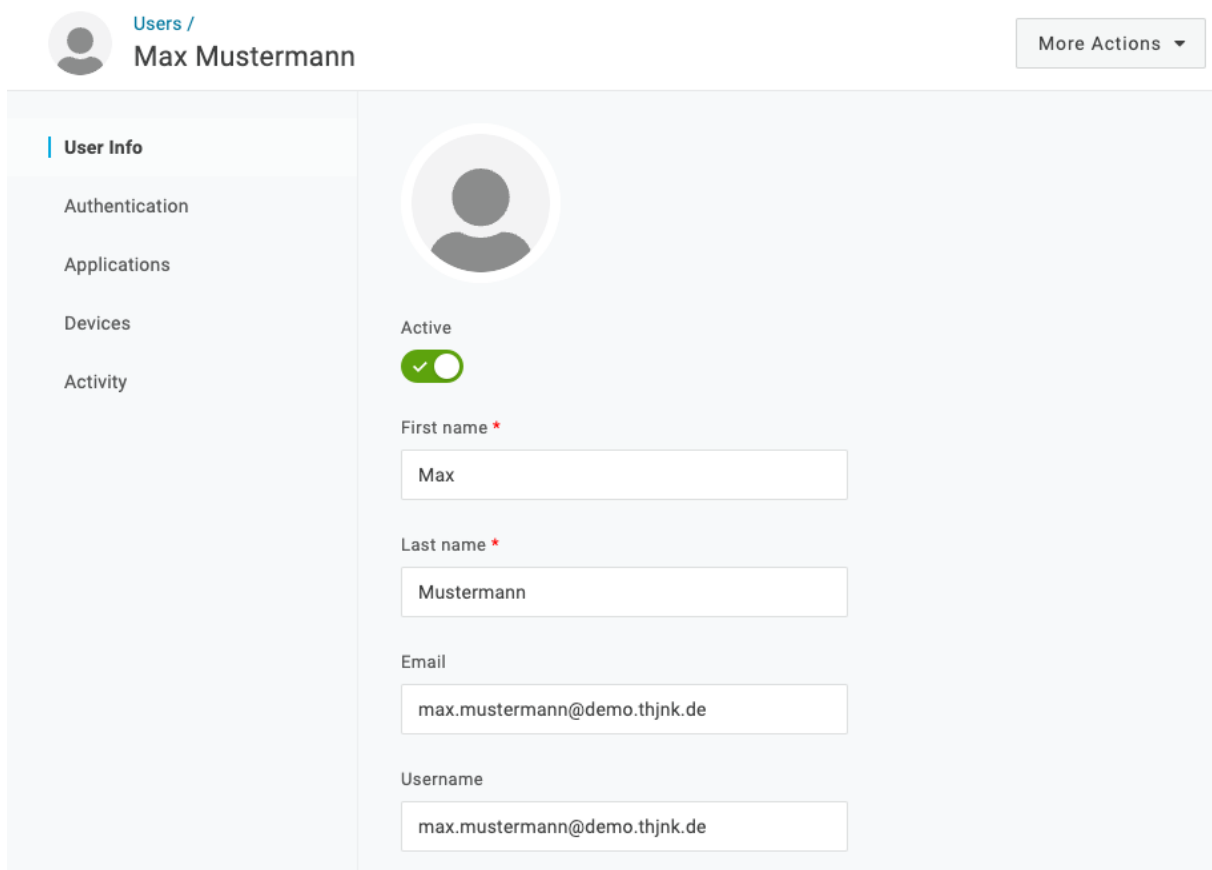 Users /
Max Mustermann
More Actions
User Info
Authentication
Applications
Devices
Activity
Active
First name *
Max
Last name *
Mustermann
Email
max.mustermann@demo.thjnk.de
Username
max.mustermann@demo.thjnk.de